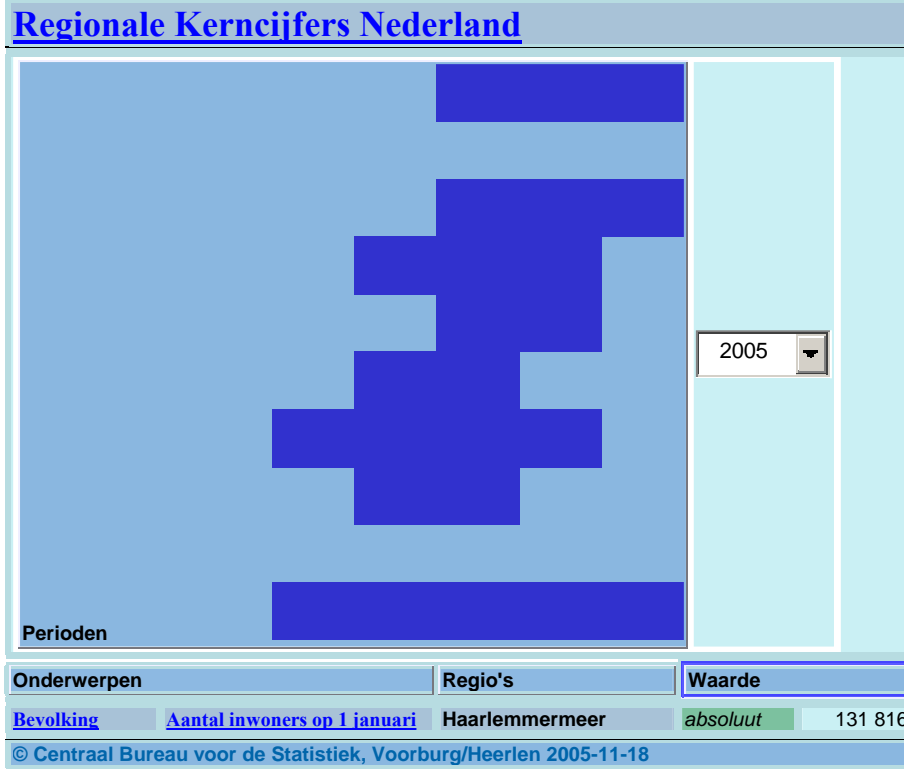 Regionale Kerncijfers Nederland
2005
Perioden
Onderwerpen Regio's Waarde
Bevolking Aantal inwoners op 1 januari Haarlemmermeer absoluut 131 816
© Centraal Bureau voor de Statistiek, Voorburg/Heerlen 2005-11-18